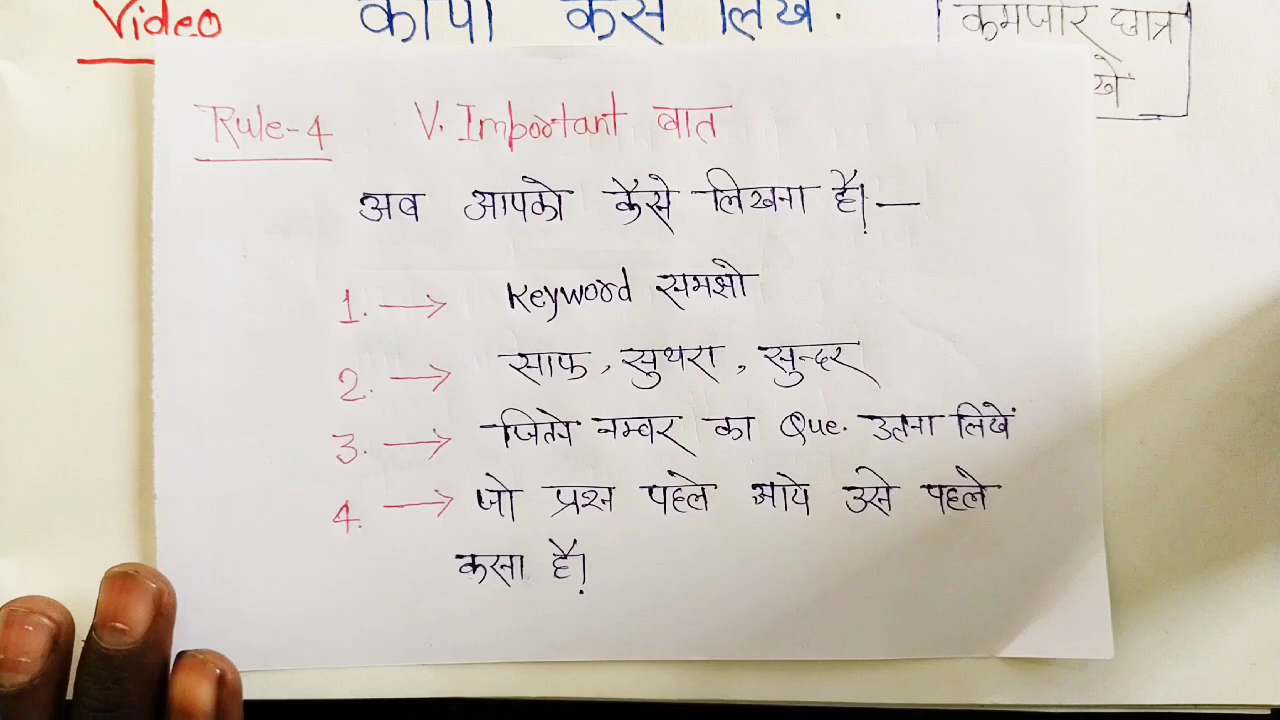 Video कापी कैसे लिखें. कमजोर छात्र
खें
Rule-4 V. Important बात
अब आपको कैसे लिखना है। —
1. → Keyword समझो
2. → साफ, सुथरा, सुन्दर
3. → जितने नम्बर का Que. उतना लिखें
4. → जो प्रश्न पहले आये उसे पहले
करना है।